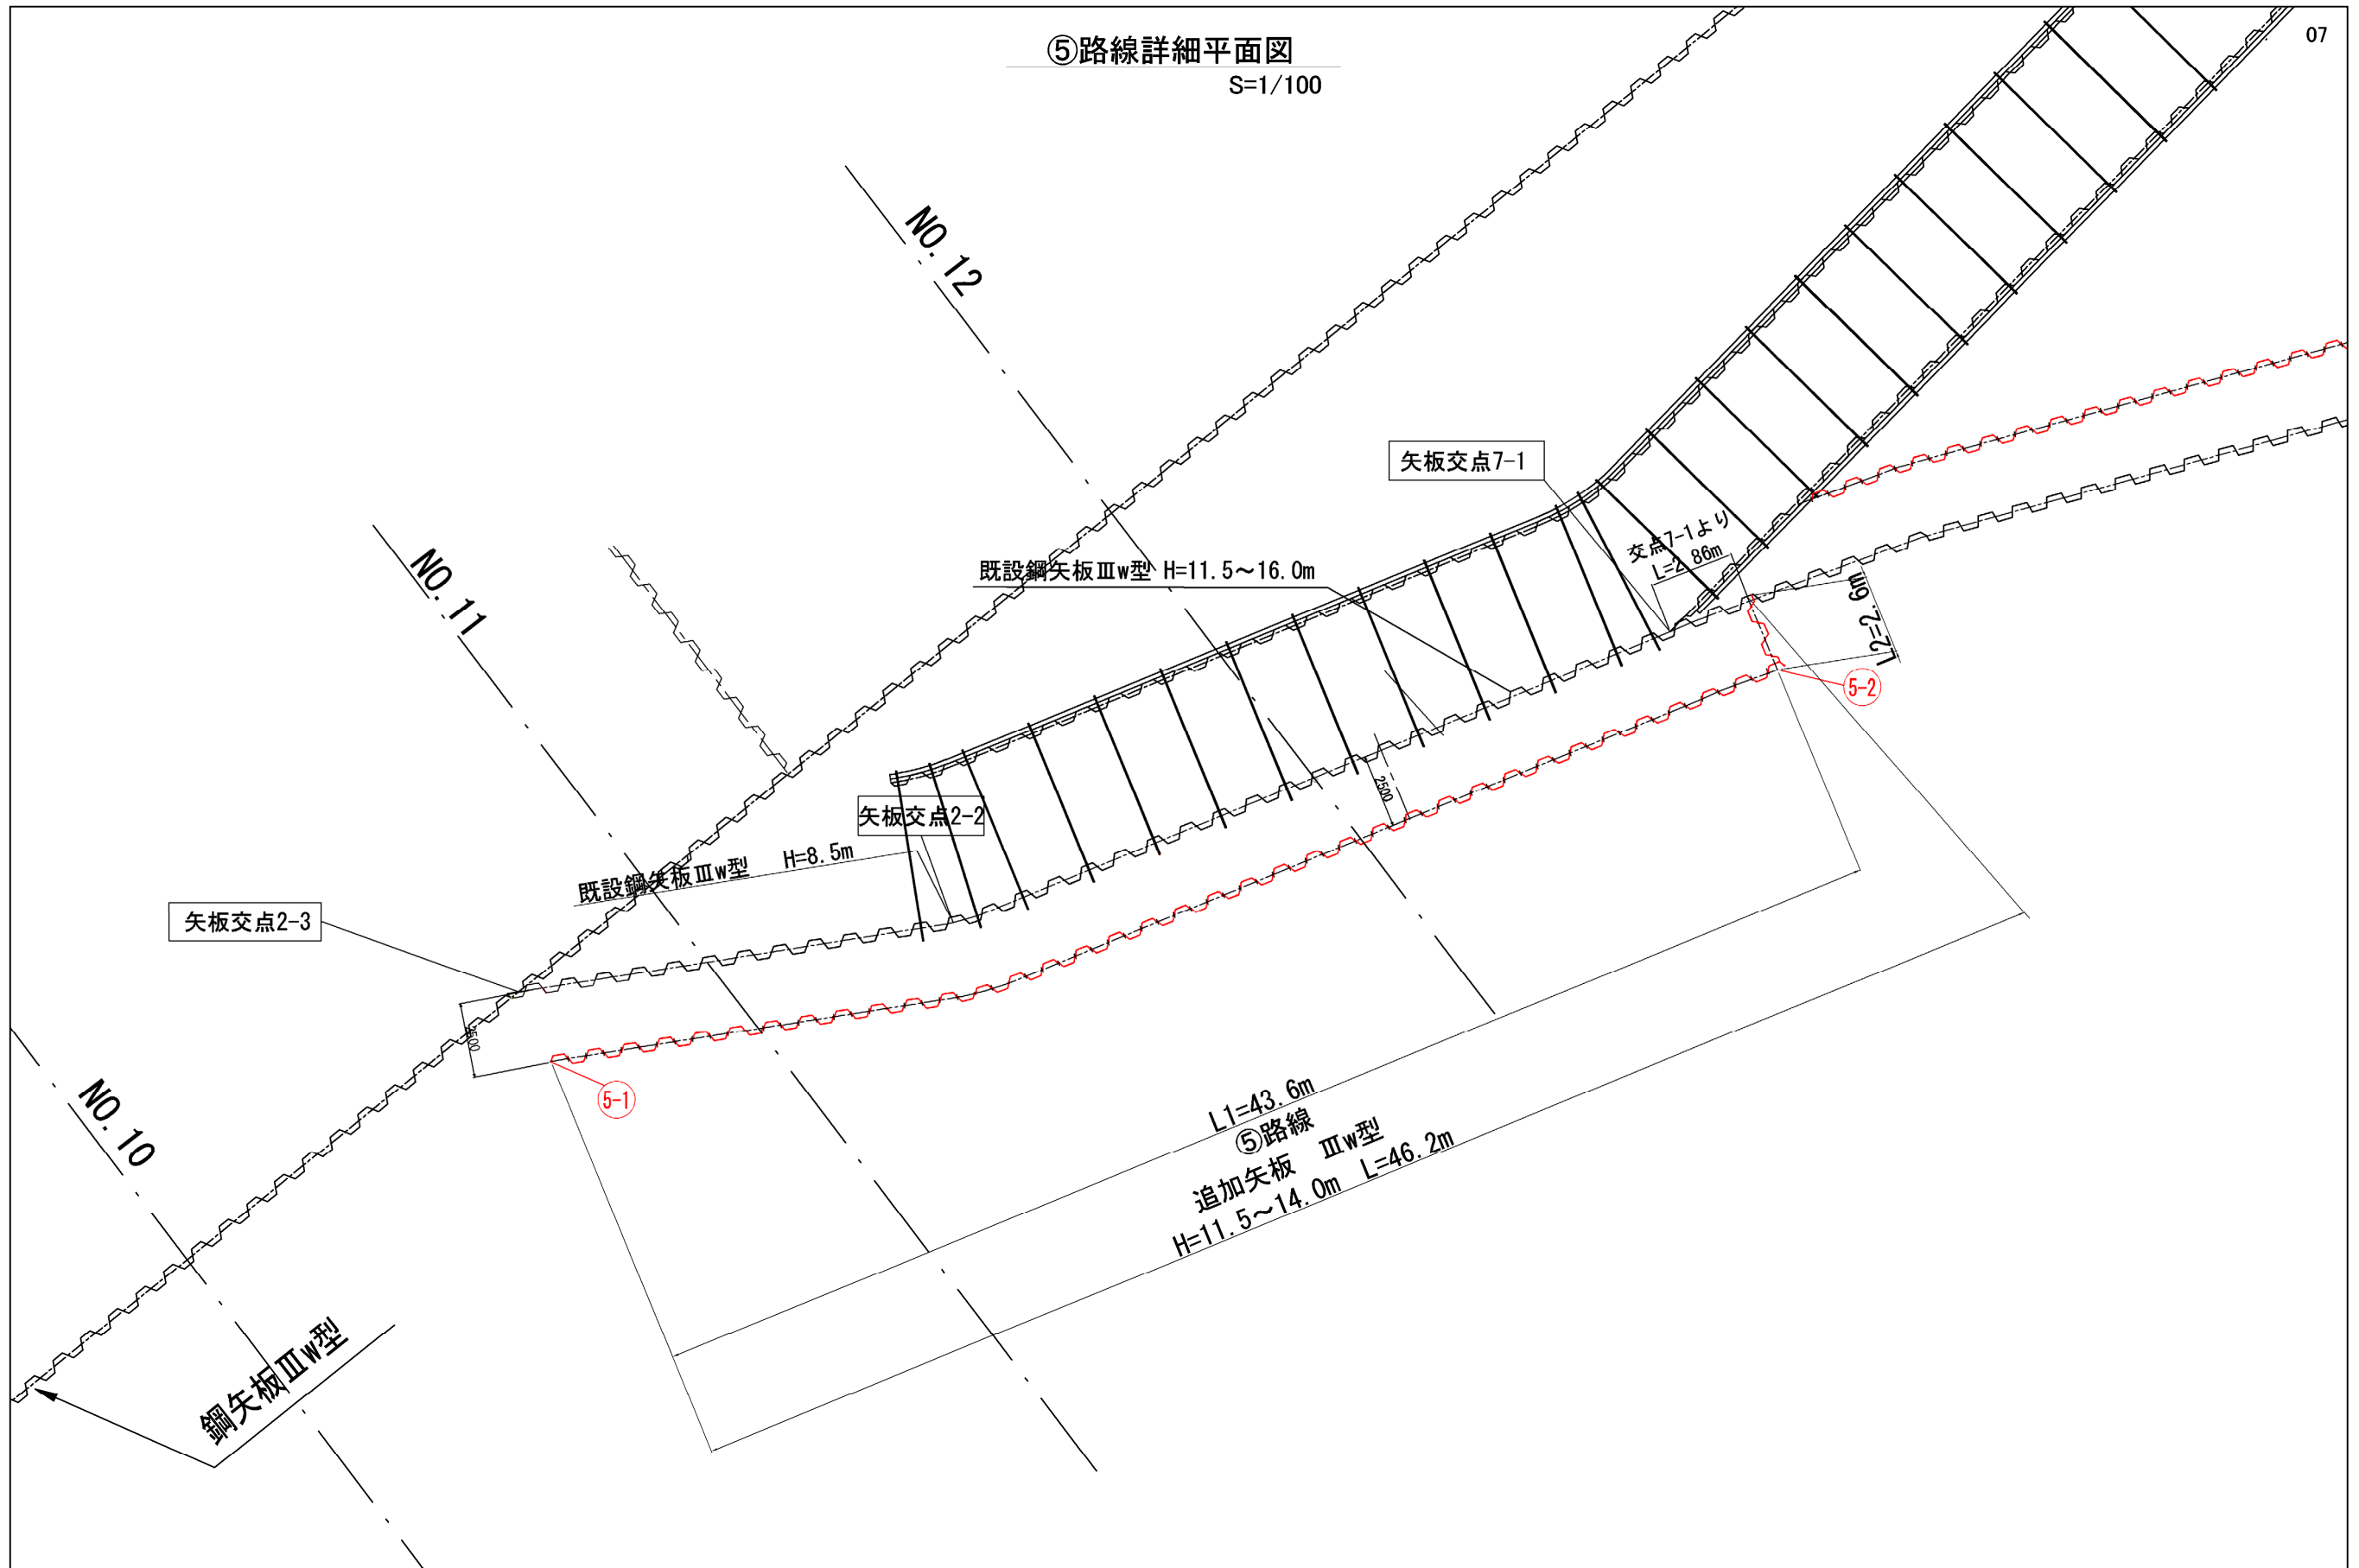 ⑤路線詳細平面図
S=1/100
07
NO.12
NO.11
矢板交点7-1
交点7-1より
L=2.86m
既設鋼矢板Ⅲw型 H=11.5～16.0m
L2=2.6m
5-2
2500
矢板交点2-2
既設鋼矢板Ⅲw型 H=8.5m
矢板交点2-3
5-1
NO.10
L1=43.6m
⑤路線
追加矢板 Ⅲw型
H=11.5～14.0m L=46.2m
鋼矢板Ⅲw型